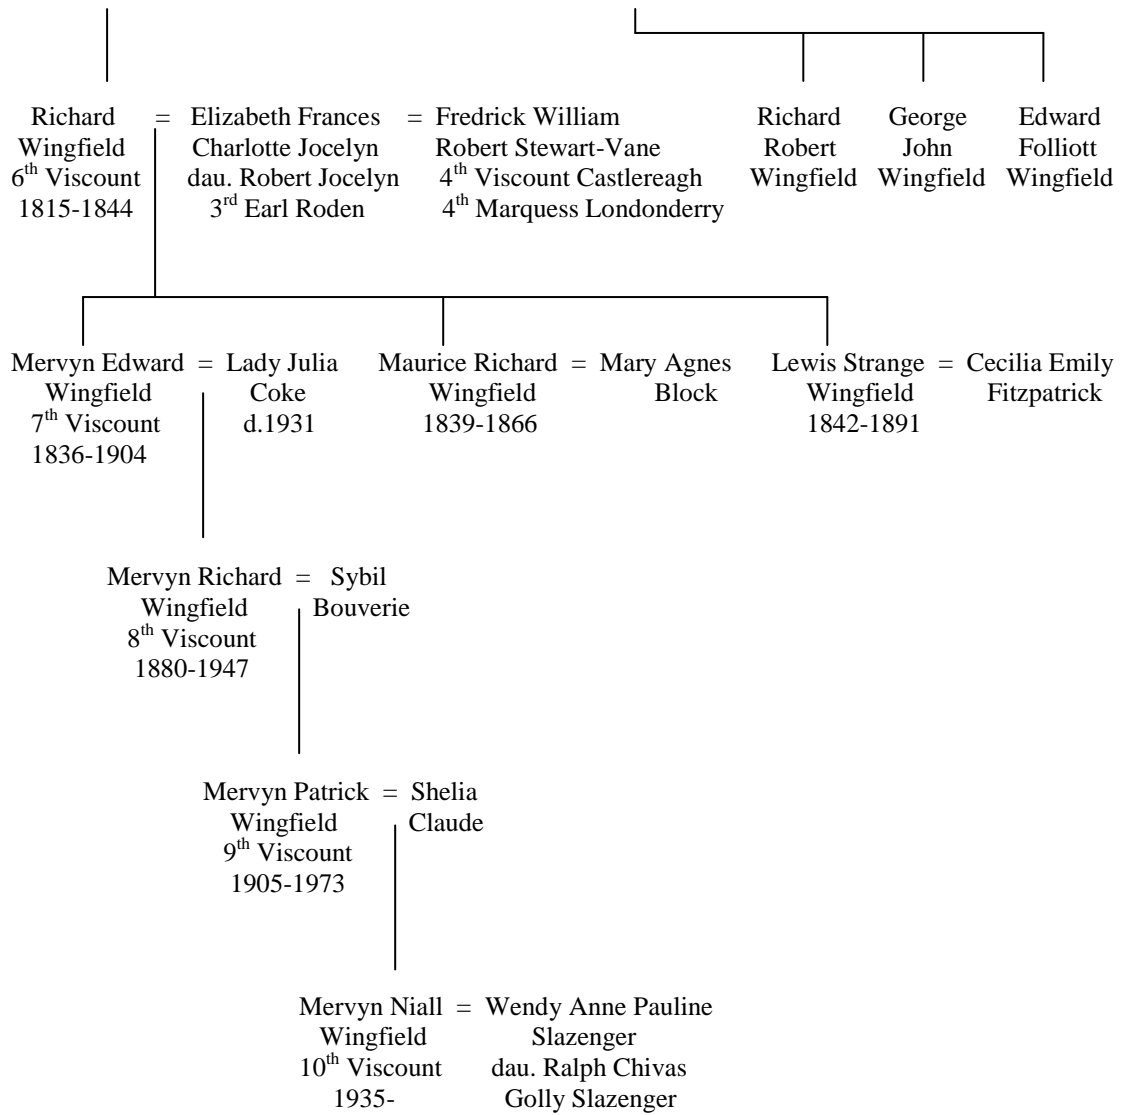 Richard = Elizabeth Frances = Fredrick William Richard George Edward
Wingfield Charlotte Jocelyn Robert Stewart-Vane Robert John Folliott
6th Viscount dau. Robert Jocelyn 4th Viscount Castlereagh Wingfield Wingfield Wingfield
1815-1844 3rd Earl Roden 4th Marquess Londonderry
Mervyn Edward = Lady Julia Maurice Richard = Mary Agnes Lewis Strange = Cecilia Emily
Wingfield Coke Wingfield Block Wingfield Fitzpatrick
7th Viscount d.1931 1839-1866 1842-1891
1836-1904
Mervyn Richard = Sybil
Wingfield Bouverie
8th Viscount
1880-1947
Mervyn Patrick = Shelia
Wingfield Claude
9th Viscount
1905-1973
Mervyn Niall = Wendy Anne Pauline
Wingfield Slazenger
10th Viscount dau. Ralph Chivas
1935- Golly Slazenger